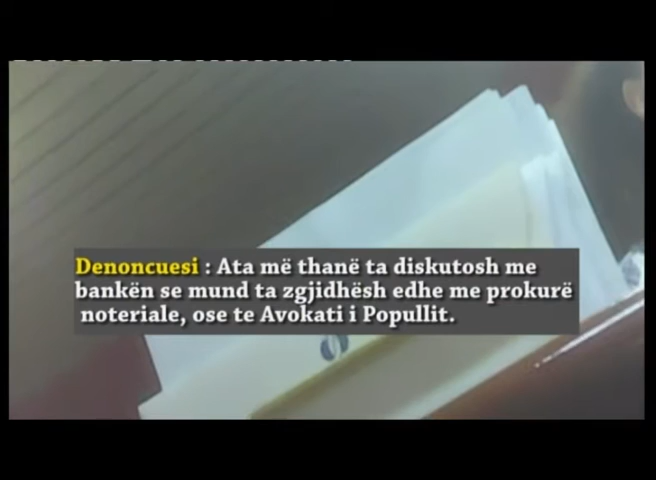 Denoncuesi : Ata më thanë ta diskutosh me
bankën se mund ta zgjidhësh edhe me prokurë
noteriale, ose te Avokati i Popullit.